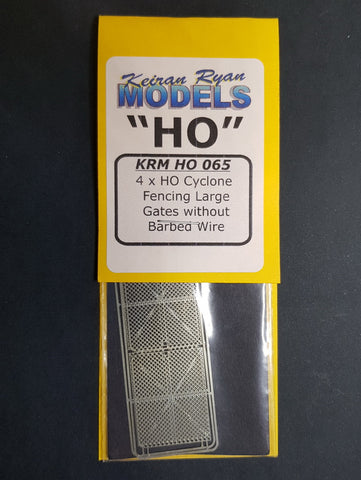 Keiran Ryan
MODELS
"HO"
KRM HO 065
4 x HO Cyclone
Fencing Large
Gates without
Barbed Wire